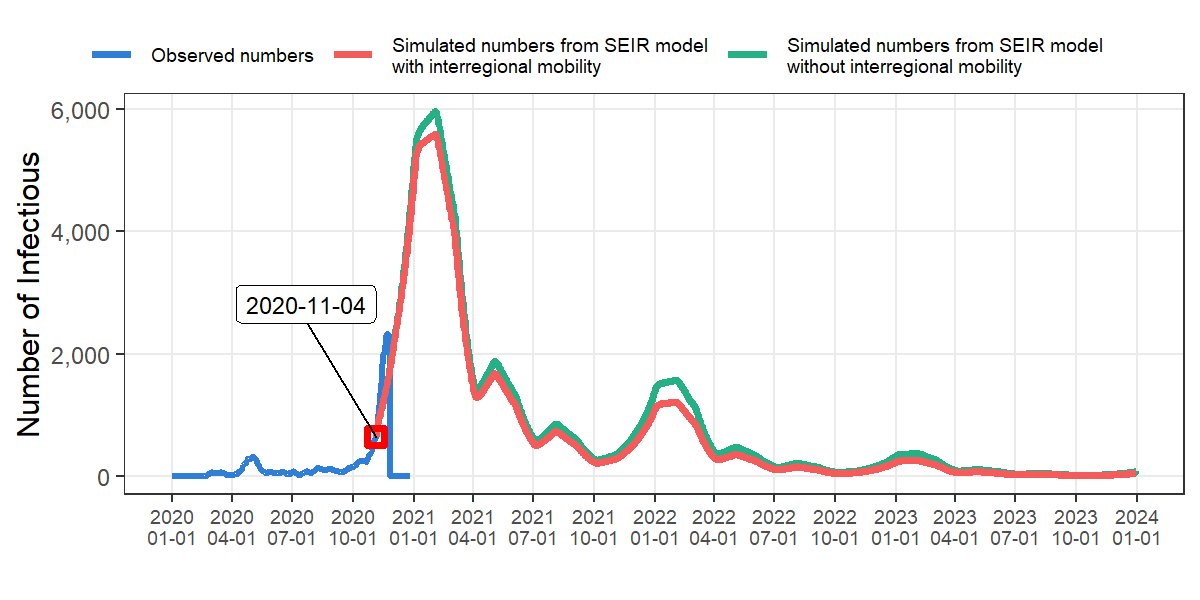 Observed numbers
Simulated numbers from SEIR model
with interregional mobility
Simulated numbers from SEIR model
without interregional mobility
Number of Infectious
6,000
4,000
2,000
0
2020-11-04
2020 2020 2020 2020 2021 2021 2021 2021 2022 2022 2022 2022 2023 2023 2023 2023 2024
01-01 04-01 07-01 10-01 01-01 04-01 07-01 10-01 01-01 04-01 07-01 10-01 01-01 04-01 07-01 10-01 01-01